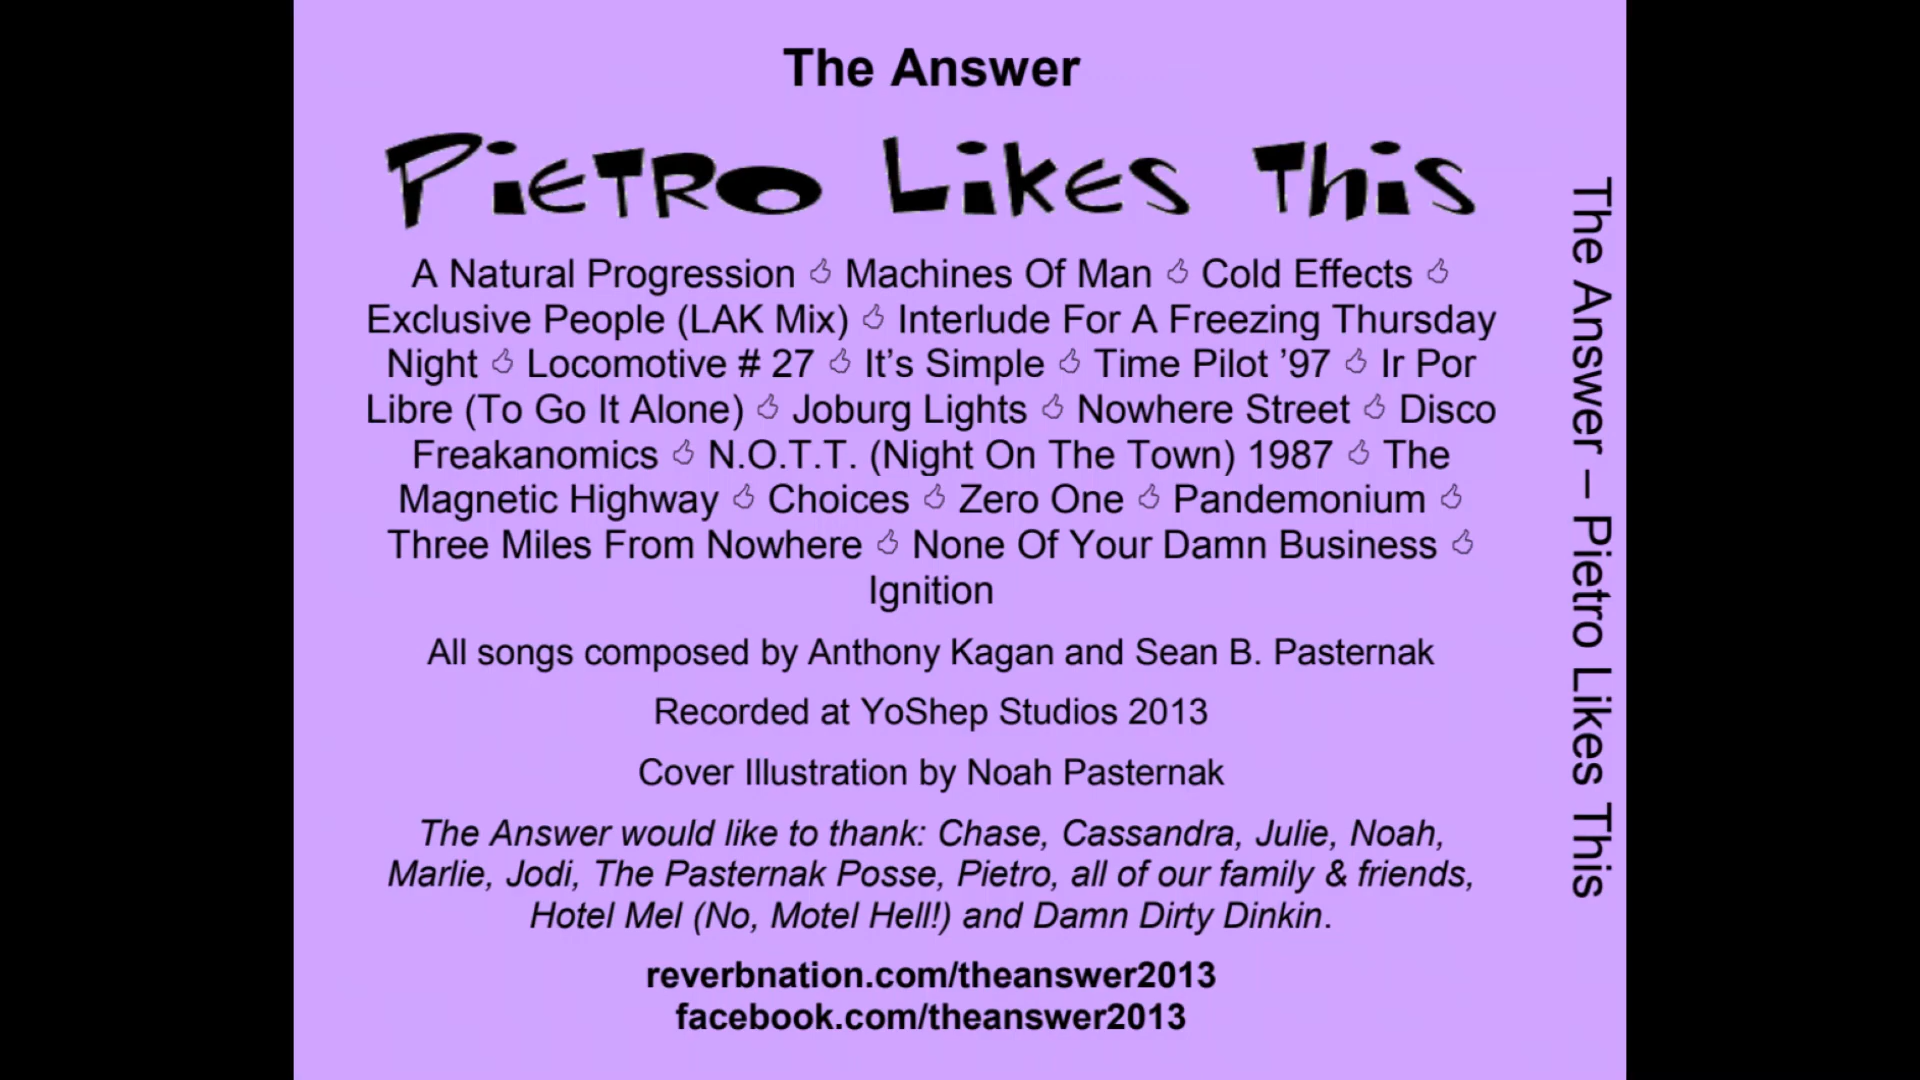 The Answer
Pietro Likes This
A Natural Progression 👍 Machines Of Man 👍 Cold Effects 👍
Exclusive People (LAK Mix) 👍 Interlude For A Freezing Thursday
Night 👍 Locomotive # 27 👍 It’s Simple 👍 Time Pilot ’97 👍 Ir Por
Libre (To Go It Alone) 👍 Joburg Lights 👍 Nowhere Street 👍 Disco
Freakanomics 👍 N.O.T.T. (Night On The Town) 1987 👍 The
Magnetic Highway 👍 Choices 👍 Zero One 👍 Pandemonium 👍
Three Miles From Nowhere 👍 None Of Your Damn Business 👍
Ignition
All songs composed by Anthony Kagan and Sean B. Pasternak
Recorded at YoShep Studios 2013
Cover Illustration by Noah Pasternak
The Answer would like to thank: Chase, Cassandra, Julie, Noah,
Marlie, Jodi, The Pasternak Posse, Pietro, all of our family & friends,
Hotel Mel (No, Motel Hell!) and Damn Dirty Dinkin.
reverbnation.com/theanswer2013
facebook.com/theanswer2013
The Answer – Pietro Likes This